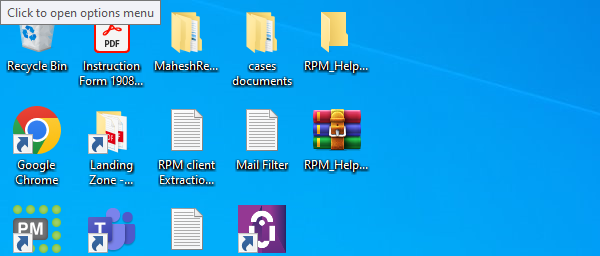 Click to open options menu
PDF
Recycle Bin
Instruction
Form 1908...
MaheshRe...
cases
documents
RPM_Help...
Google
Chrome
Landing
Zone -...
RPM client
Extractio...
Mail Filter
RPM_Help...
PM